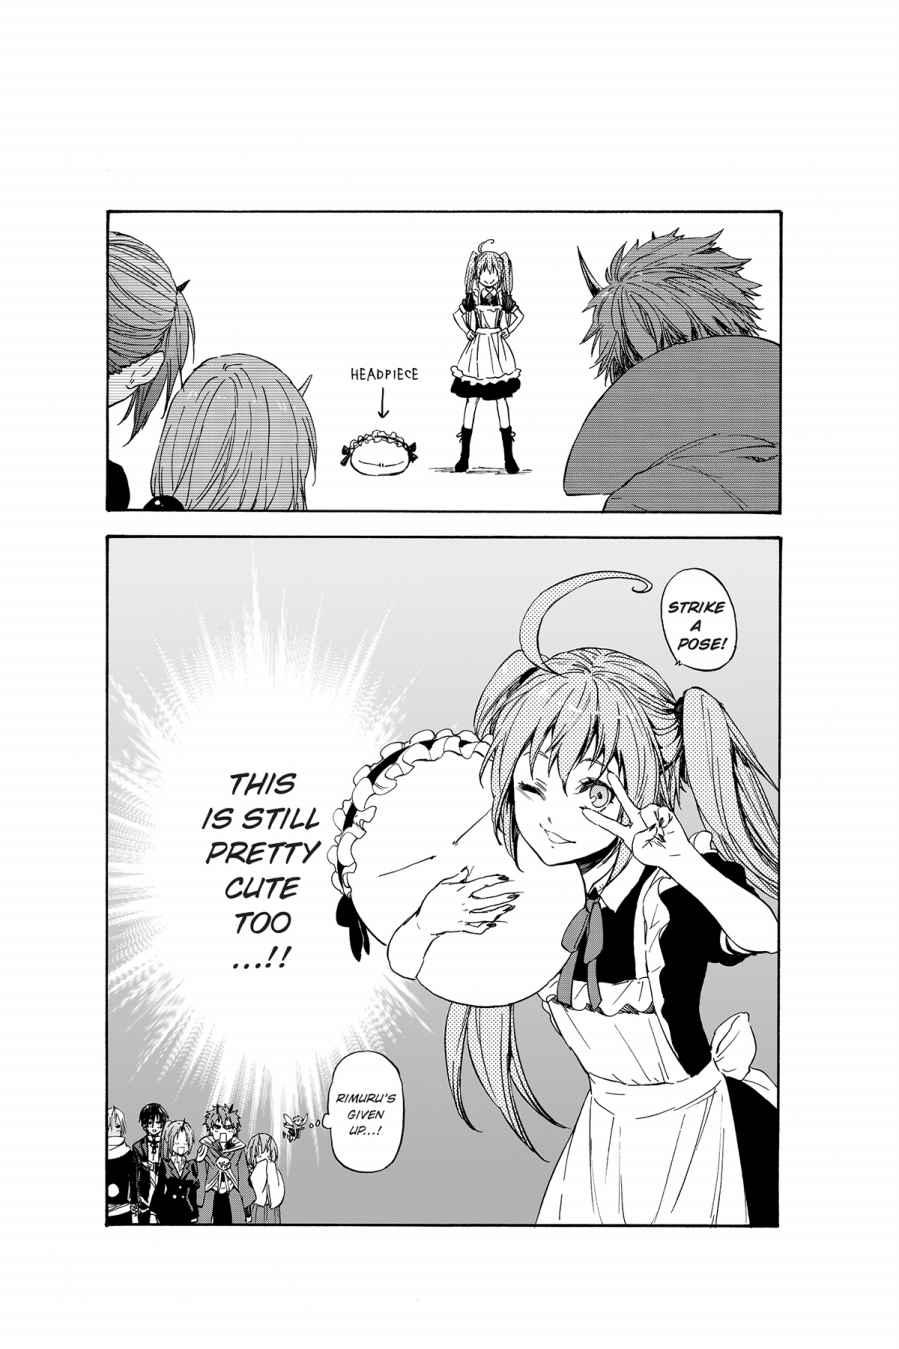 HEADPIECE
STRIKE
A
POSE!
THIS
IS STILL
PRETTY
CUTE
TOO
...!!
RIMURU'S
GIVEN
UP...!